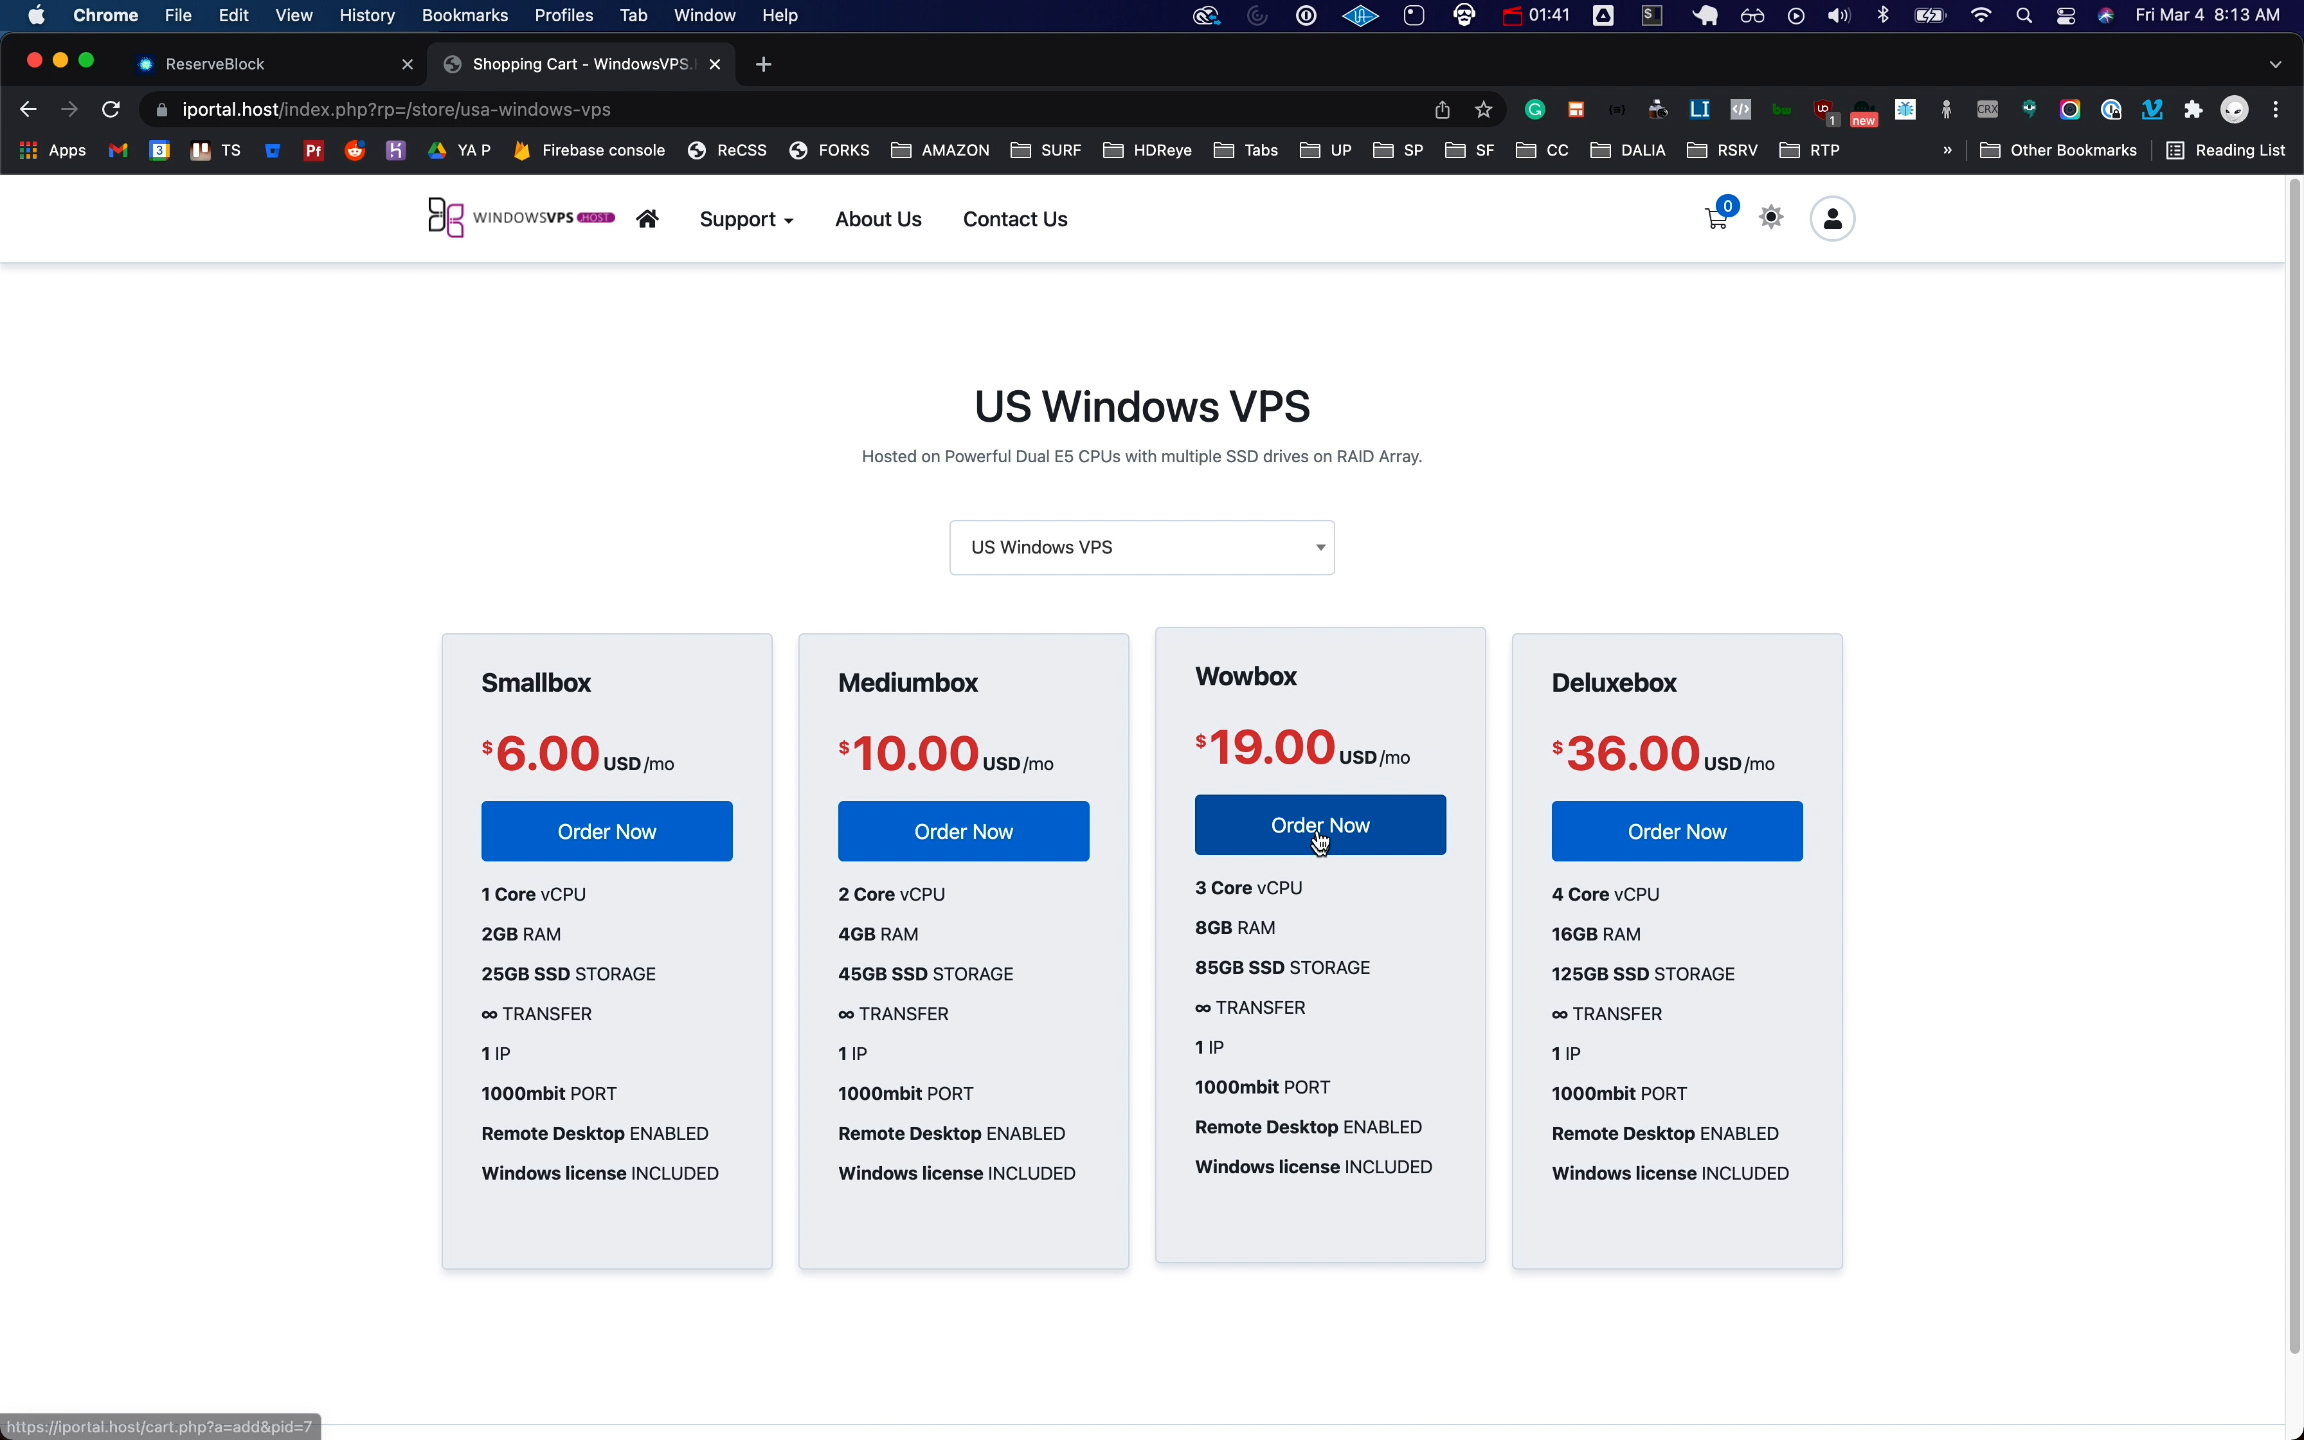 Chrome File Edit View History Bookmarks Profiles Tab Window Help 01:41 Fri Mar 4 8:13 AM
ReserveBlock Shopping Cart - WindowsVPS.
iportal.host/index.php?rp=/store/usa-windows-vps
new
Apps TS YA P Firebase console ReCSS FORKS AMAZON SURF HDReye Tabs UP SP SF CC DALIA RSRV RTP » Other Bookmarks Reading List
WINDOWSVPS HOST Support About Us Contact Us 0
US Windows VPS
Hosted on Powerful Dual E5 CPUs with multiple SSD drives on RAID Array.
US Windows VPS
Smallbox
$6.00 USD /mo
Order Now
1 Core vCPU
2GB RAM
25GB SSD STORAGE
∞ TRANSFER
1 IP
1000mbit PORT
Remote Desktop ENABLED
Windows license INCLUDED
Mediumbox
$10.00 USD /mo
Order Now
2 Core vCPU
4GB RAM
45GB SSD STORAGE
∞ TRANSFER
1 IP
1000mbit PORT
Remote Desktop ENABLED
Windows license INCLUDED
Wowbox
$19.00 USD /mo
Order Now
3 Core vCPU
8GB RAM
85GB SSD STORAGE
∞ TRANSFER
1 IP
1000mbit PORT
Remote Desktop ENABLED
Windows license INCLUDED
Deluxebox
$36.00 USD /mo
Order Now
4 Core vCPU
16GB RAM
125GB SSD STORAGE
∞ TRANSFER
1 IP
1000mbit PORT
Remote Desktop ENABLED
Windows license INCLUDED
https://iportal.host/cart.php?a=add&pid=7